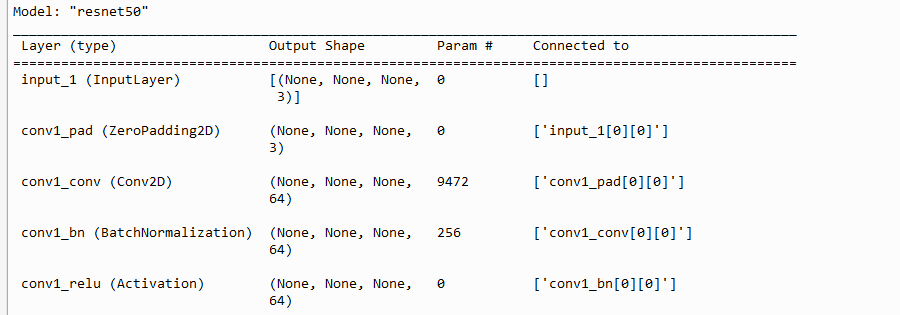 Model: "resnet50"
Layer (type) Output Shape Param # Connected to
input_1 (InputLayer) [(None, None, None, 0 []
3)]
conv1_pad (ZeroPadding2D) (None, None, None, 0 ['input_1[0][0]']
3)
conv1_conv (Conv2D) (None, None, None, 9472 ['conv1_pad[0][0]']
64)
conv1_bn (BatchNormalization) (None, None, None, 256 ['conv1_conv[0][0]']
64)
conv1_relu (Activation) (None, None, None, 0 ['conv1_bn[0][0]']
64)